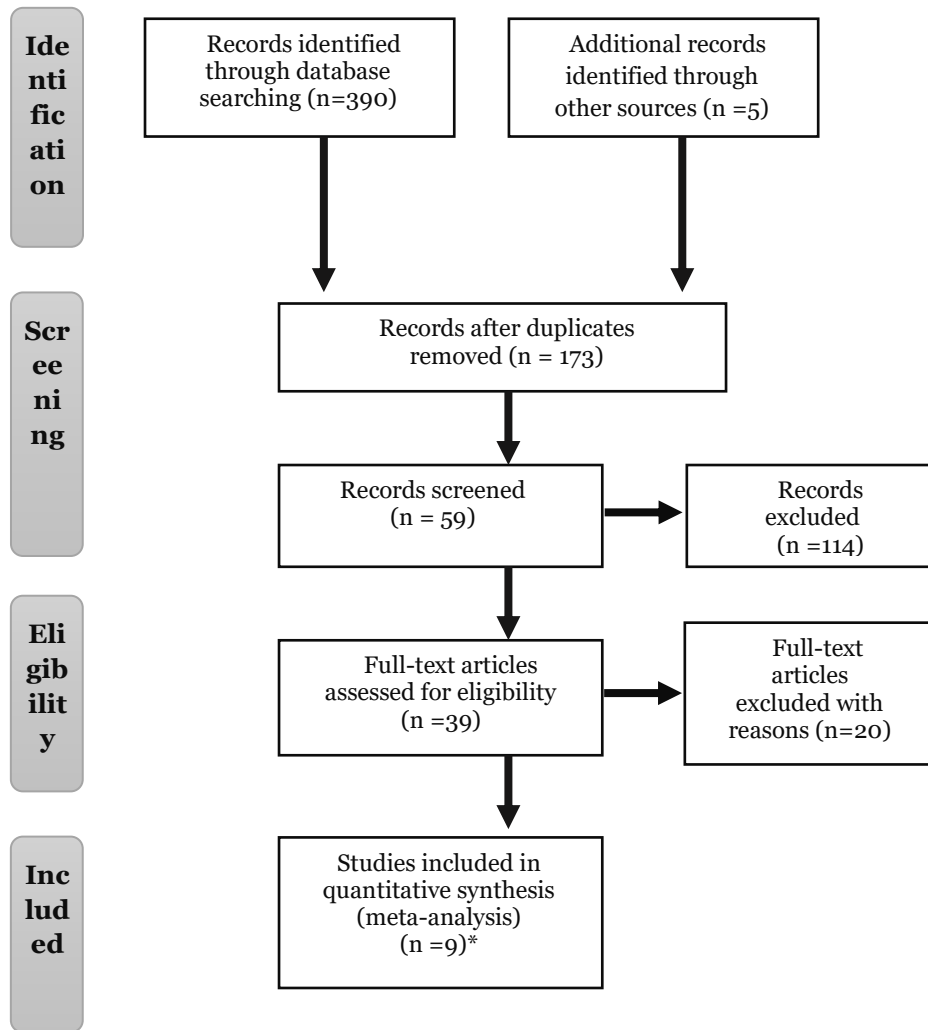 Ide
nti
fic
ati
on
Records identified
through database
searching (n=390)
Additional records
identified through
other sources (n =5)
Scr
ee
ni
ng
Records after duplicates
removed (n = 173)
Records screened
(n = 59)
Records
excluded
(n =114)
Eli
gib
ilit
y
Full-text articles
assessed for eligibility
(n =39)
Full-text
articles
excluded with
reasons (n=20)
Inc
lud
ed
Studies included in
quantitative synthesis
(meta-analysis)
(n =9)*